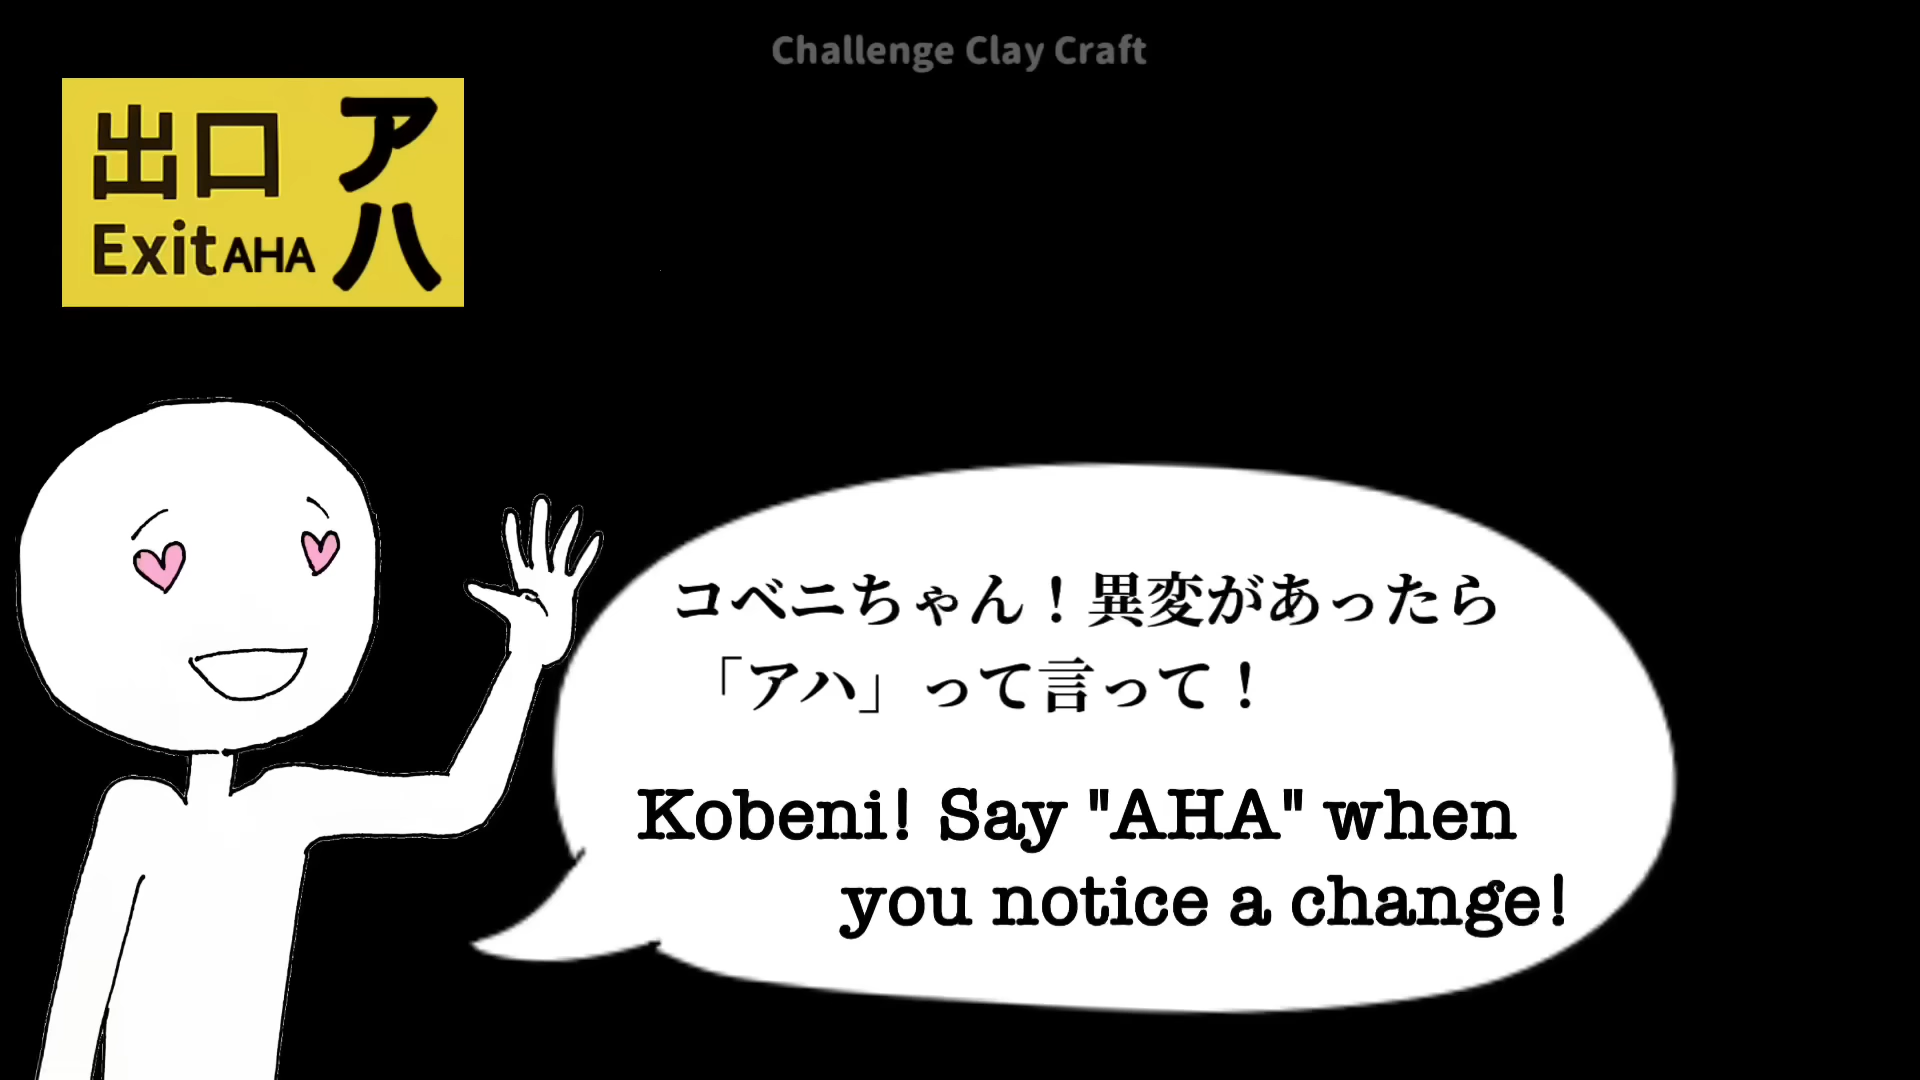 Challenge Clay Craft
出口
Exit AHA
アハ
コベニちゃん！異変があったら
「アハ」って言って！
Kobeni! Say "AHA" when
you notice a change!